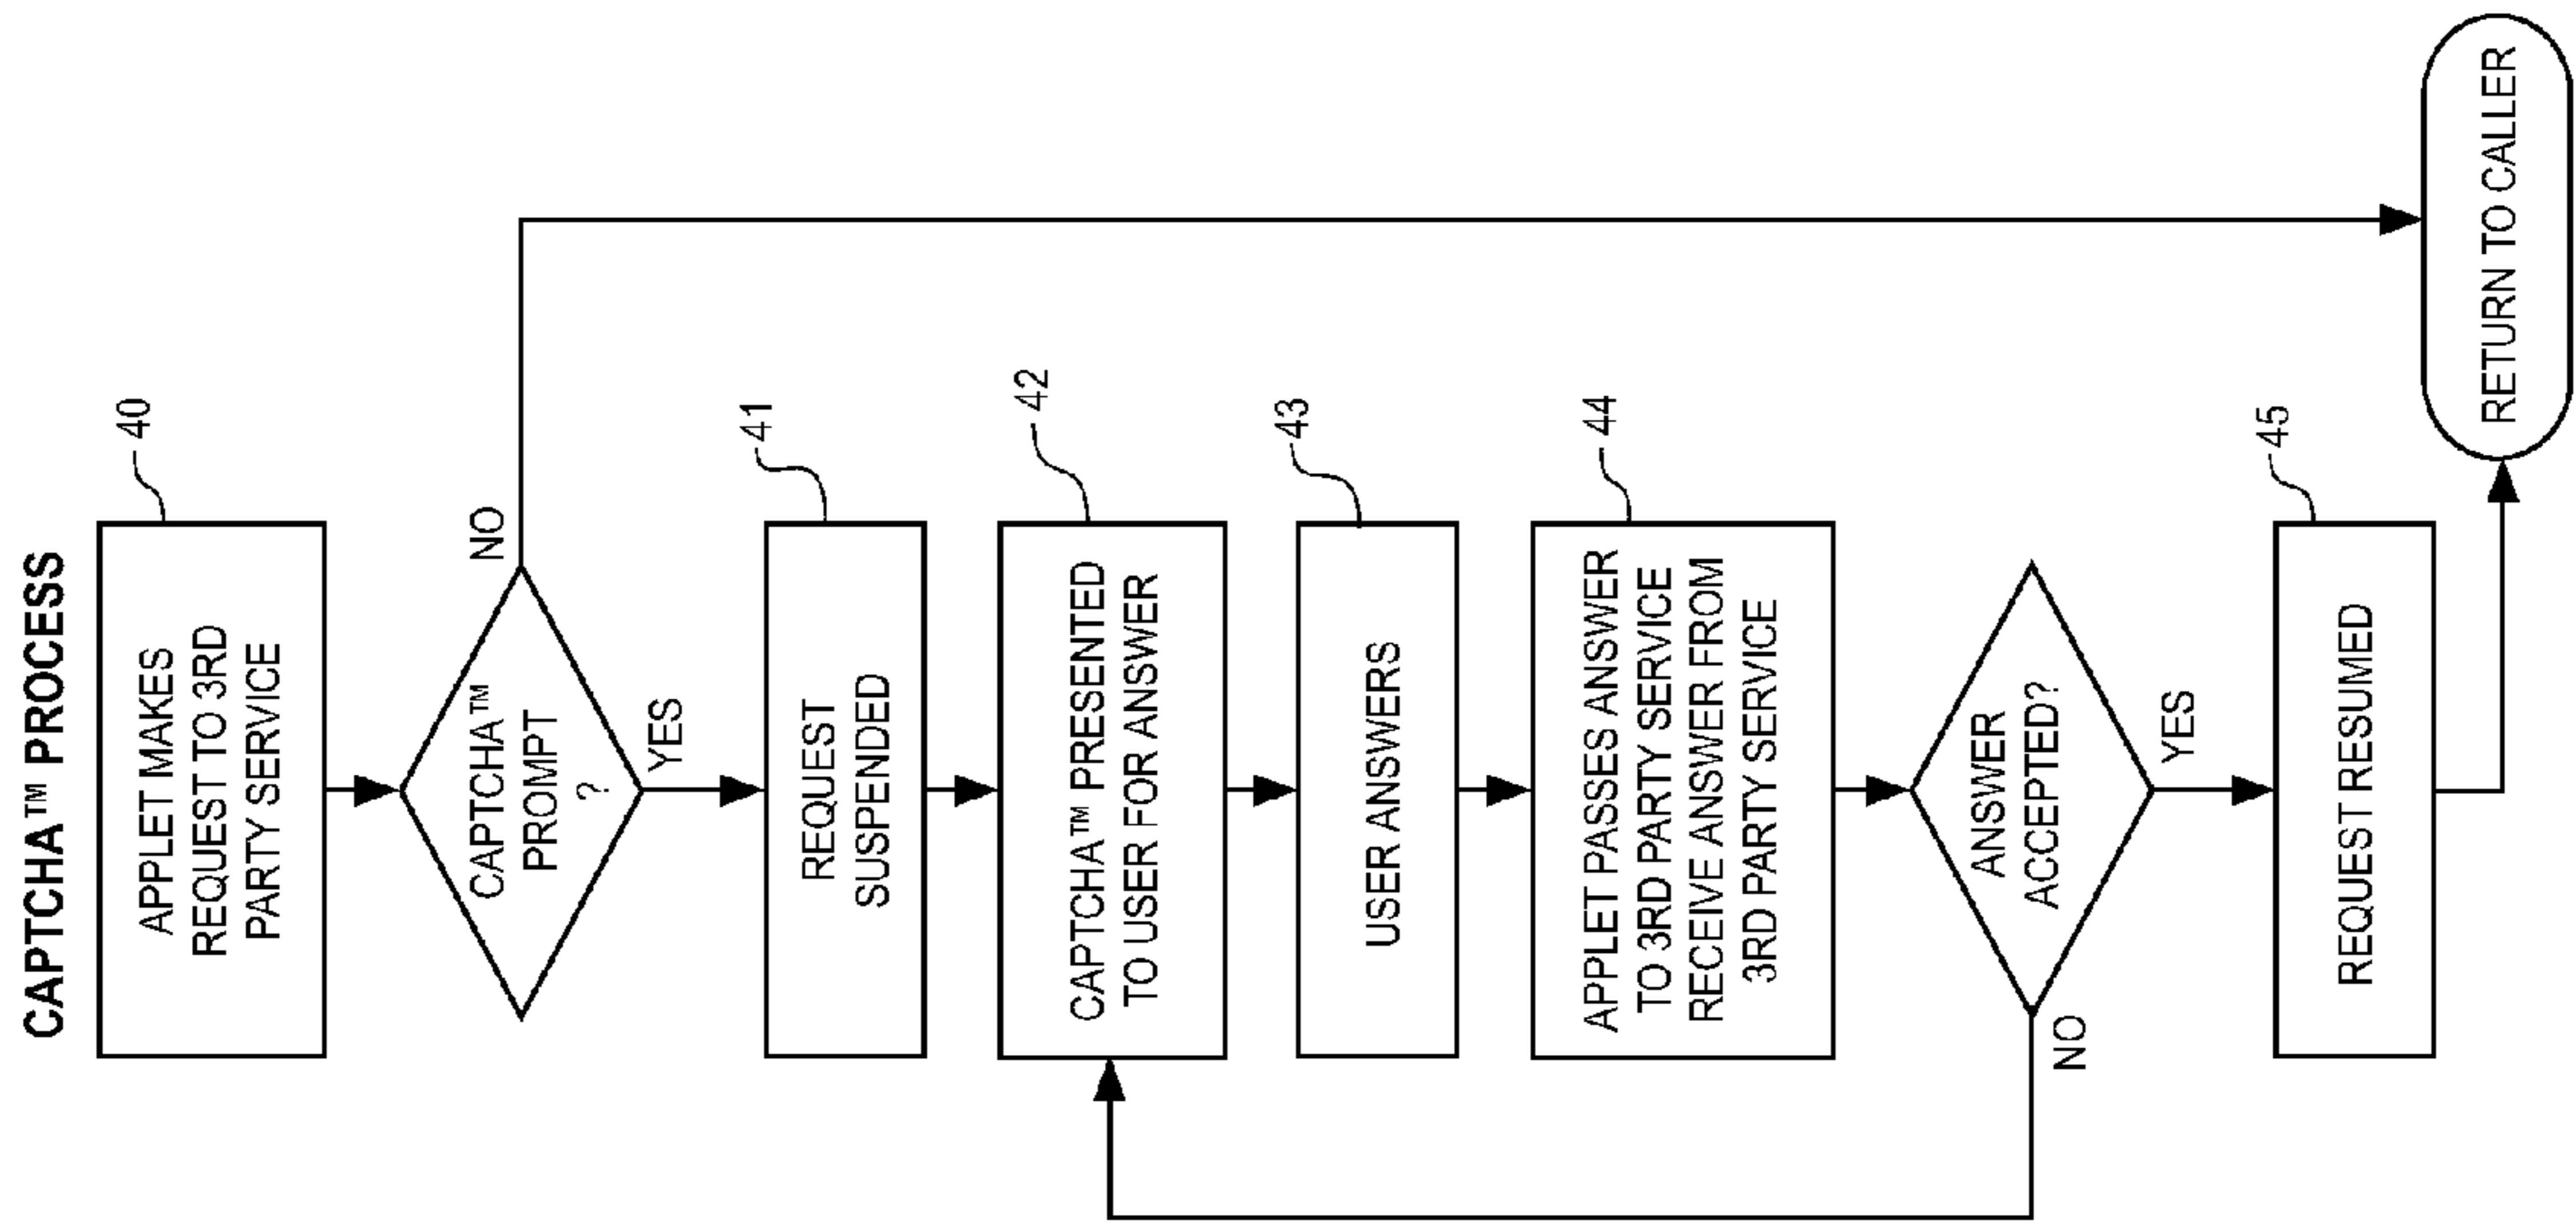 CAPTCHA™ PROCESS
40
APPLET MAKES
REQUEST TO 3RD
PARTY SERVICE
CAPTCHA™
PROMPT
?
NO
YES
41
REQUEST
SUSPENDED
42
CAPTCHA™ PRESENTED
TO USER FOR ANSWER
43
USER ANSWERS
44
APPLET PASSES ANSWER
TO 3RD PARTY SERVICE
RECEIVE ANSWER FROM
3RD PARTY SERVICE
ANSWER
ACCEPTED?
NO
YES
45
REQUEST RESUMED
RETURN TO CALLER